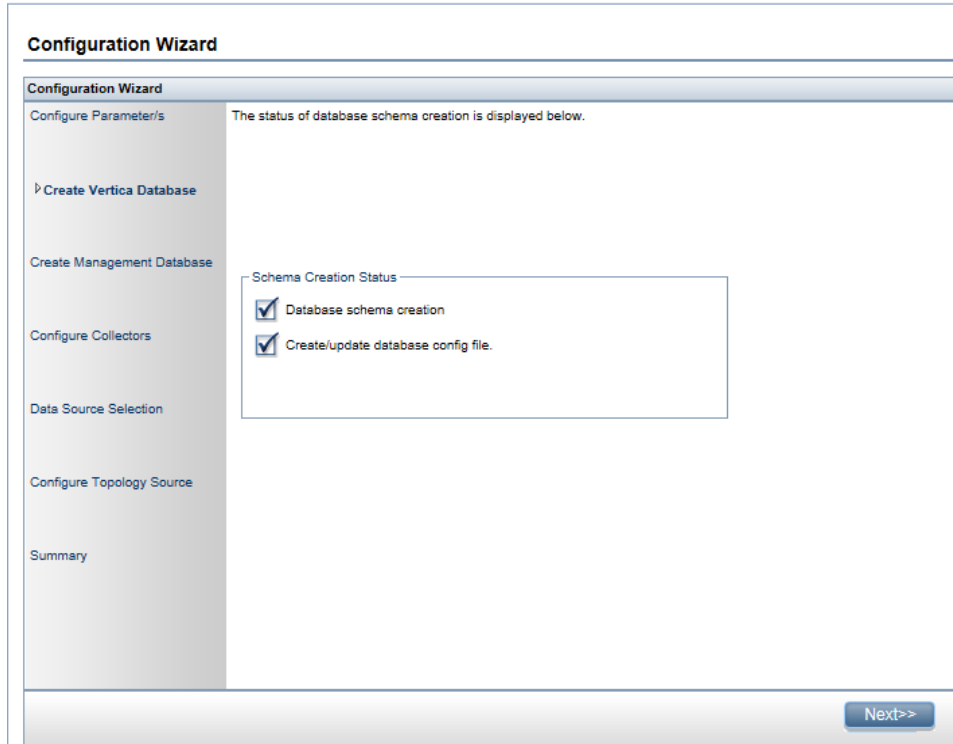 Configuration Wizard
Configuration Wizard
Configure Parameter/s
The status of database schema creation is displayed below.
Create Vertica Database
Create Management Database
Schema Creation Status
Database schema creation
Configure Collectors
Create/update database config file.
Data Source Selection
Configure Topology Source
Summary
Next>>